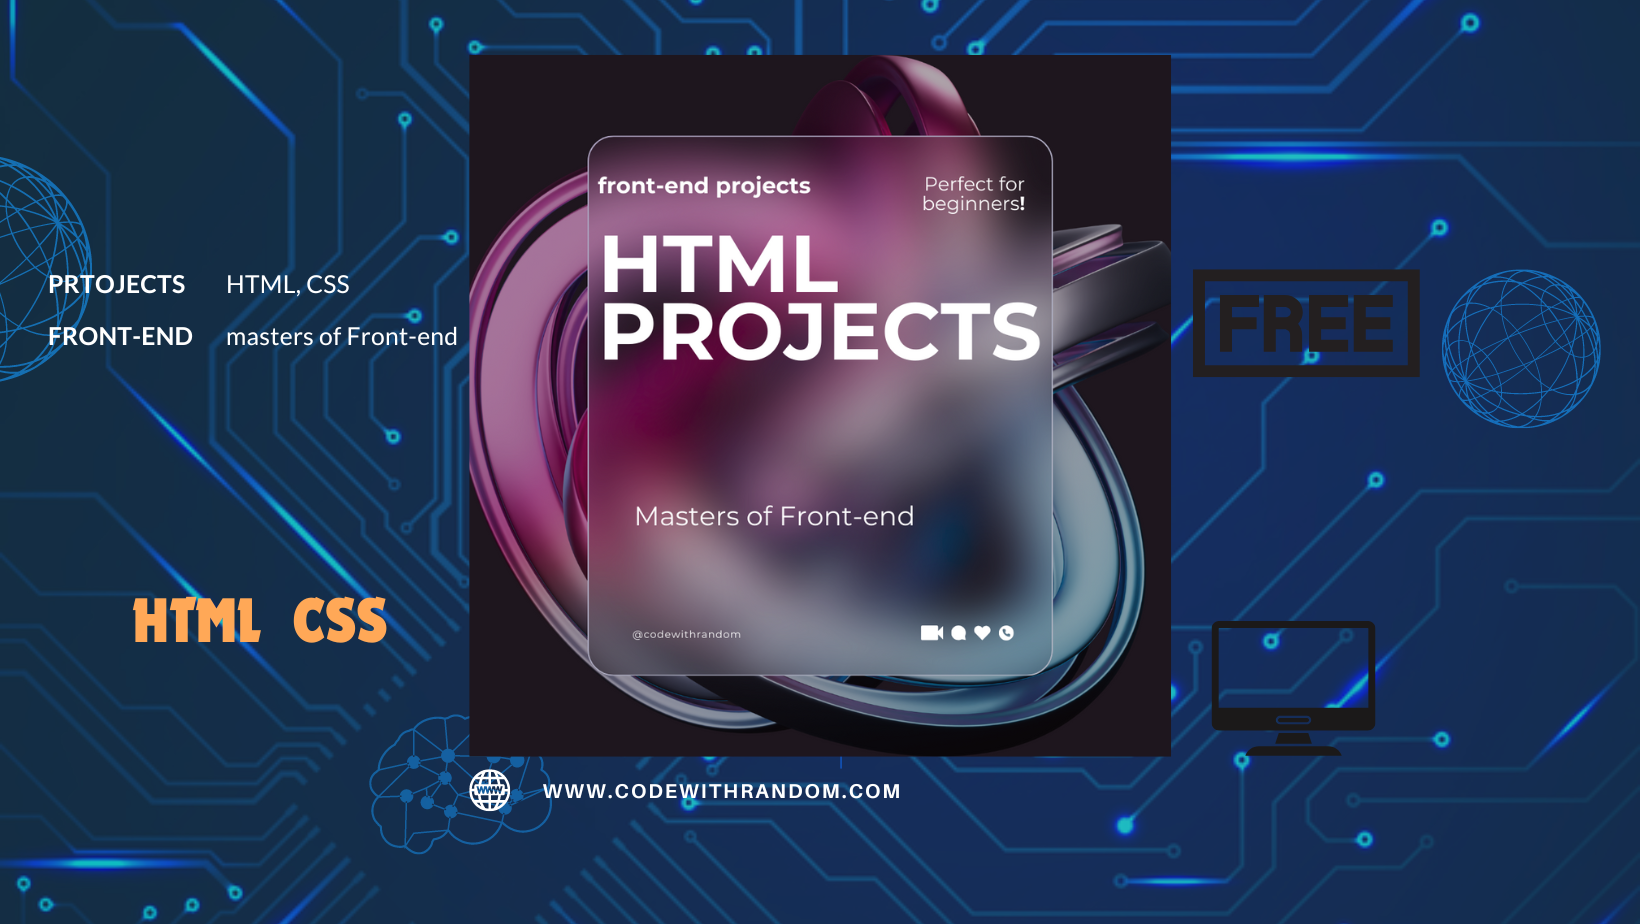 PRTOJECTS HTML, CSS
FRONT-END masters of Front-end
HTML CSS
front-end projects
Perfect for
beginners!
HTML
PROJECTS
Masters of Front-end
@codewithrandom
FREE
WWW
WWW.CODEWITHRANDOM.COM